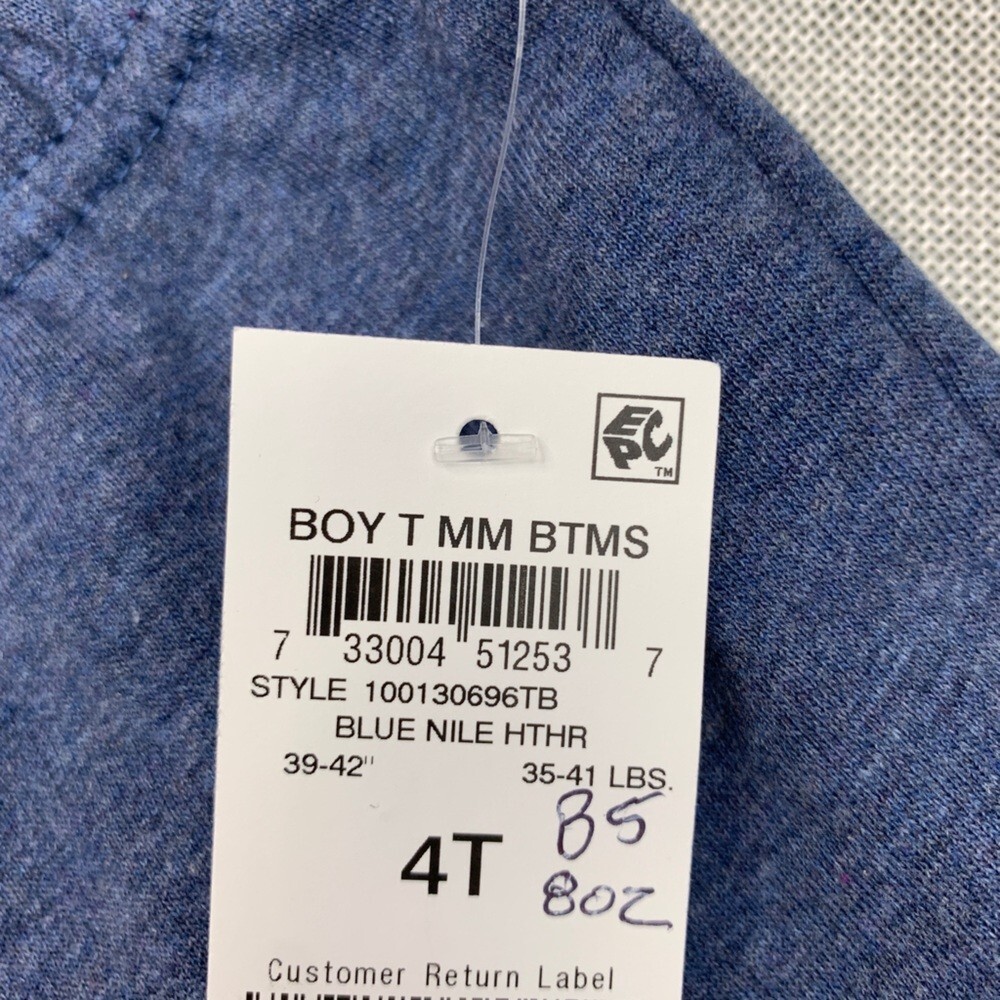 EPC
TM
BOY T MM BTMS
7 33004 51253 7
STYLE 100130696TB
BLUE NILE HTHR
39-42" 35-41 LBS.
B5
4T
8oz
Customer Return Label